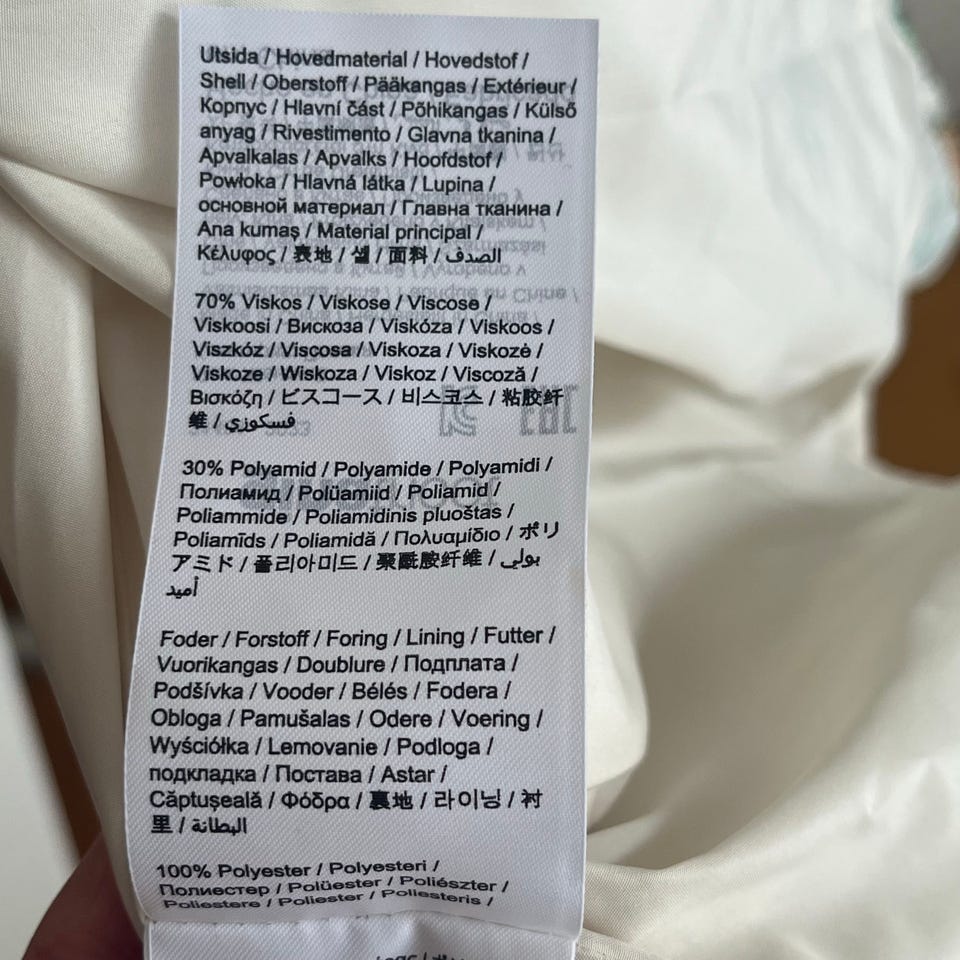 Utsida / Hovedmaterial / Hovedstof /
Shell / Oberstoff / Pääkangas / Extérieur /
Корпус / Hlavní část / Põhikangas / Külső
anyag / Rivestimento / Glavna tkanina /
Apvalkalas / Apvalks / Hoofdstof /
Powłoka / Hlavná látka / Lupina /
основной материал / Главна тканина /
Ana kumaş / Material principal /
Κέλυφος / 表地 / 셸 / 面料 / الصدف
70% Viskos / Viskose / Viscose /
Viskoosi / Вискоза / Viskóza / Viskoos /
Viszkóz / Viscosa / Viskoza / Viskozė /
Viskoze / Wiskoza / Viskoz / Viscoză /
Βισκόζη / ビスコース / 비스코스 / 粘胶纤
维 / فسكوزي
30% Polyamid / Polyamide / Polyamidi /
Полиамид / Polüamiid / Poliamid /
Poliammide / Poliamidinis pluoštas /
Poliamīds / Poliamidă / Πολυαμίδιο / ポリ
アミド / 폴리아미드 / 聚酰胺纤维 / بولي
أميد
Foder / Forstoff / Foring / Lining / Futter /
Vuorikangas / Doublure / Подплата /
Podšívka / Vooder / Bélés / Fodera /
Obloga / Pamušalas / Odere / Voering /
Wyściółka / Lemovanie / Podloga /
подкладка / Постава / Astar /
Căptușeală / Φόδρα / 裏地 / 라이닝 / 衬
里 / البطانة
100% Polyester / Polyesteri /
Полиестер / Polüester / Poliészter /
Poliestere / Poliester / Poliesteris /